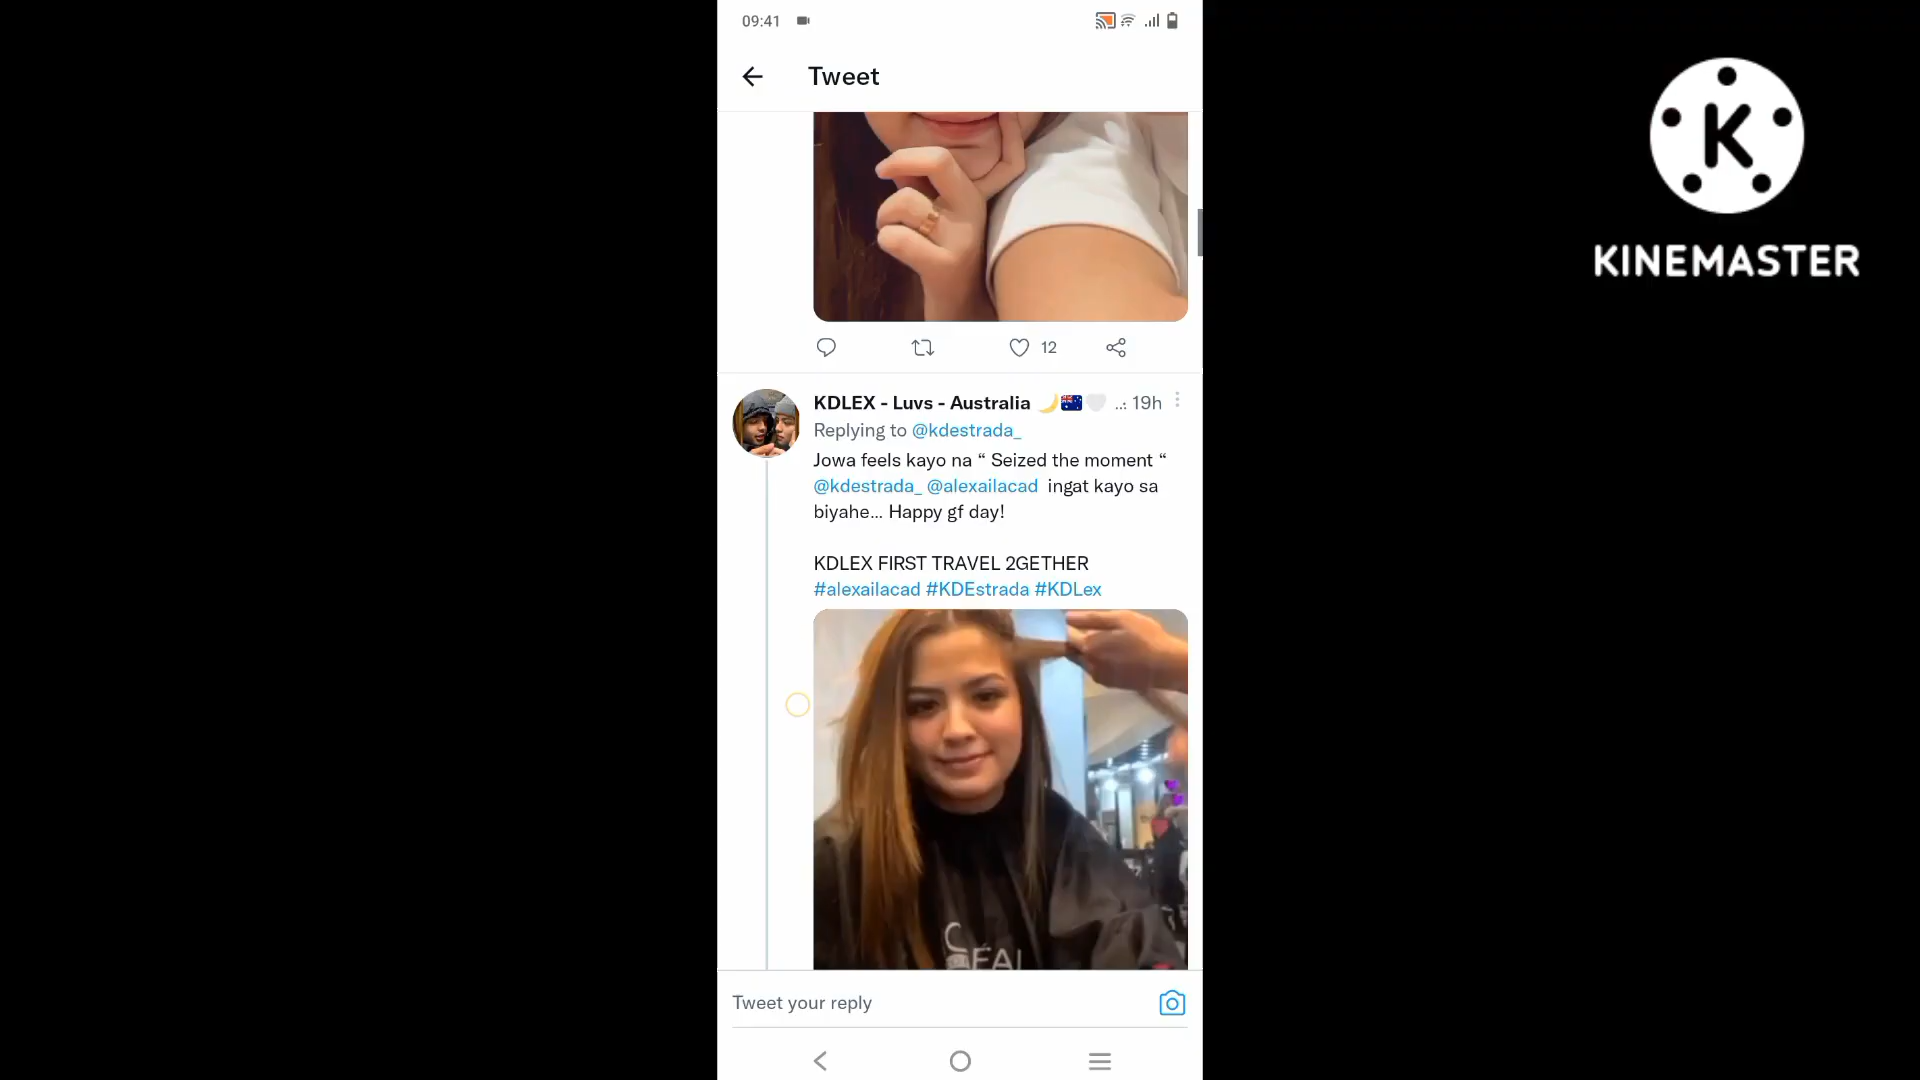 09:41
Tweet
K
KINEMASTER
12
KDLEX - Luvs - Australia 🌙🇦🇺🤍 ..: 19h
Replying to @kdestrada_
Jowa feels kayo na “ Seized the moment “
@kdestrada_ @alexailacad ingat kayo sa
biyahe... Happy gf day!
KDLEX FIRST TRAVEL 2GETHER
#alexailacad #KDEstrada #KDLex
Tweet your reply